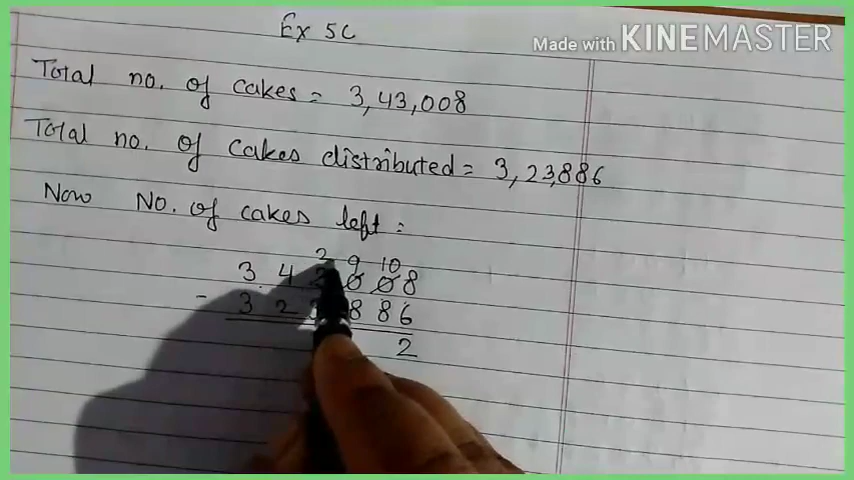 Ex 5C
Made with KINEMASTER
Total no. of cakes = 3,43,008
Total no. of cakes distributed = 3,23,886
Now No. of cakes left :
2 9 10
3 4 3 0 0 8
- 3 2 3 8 8 6
2